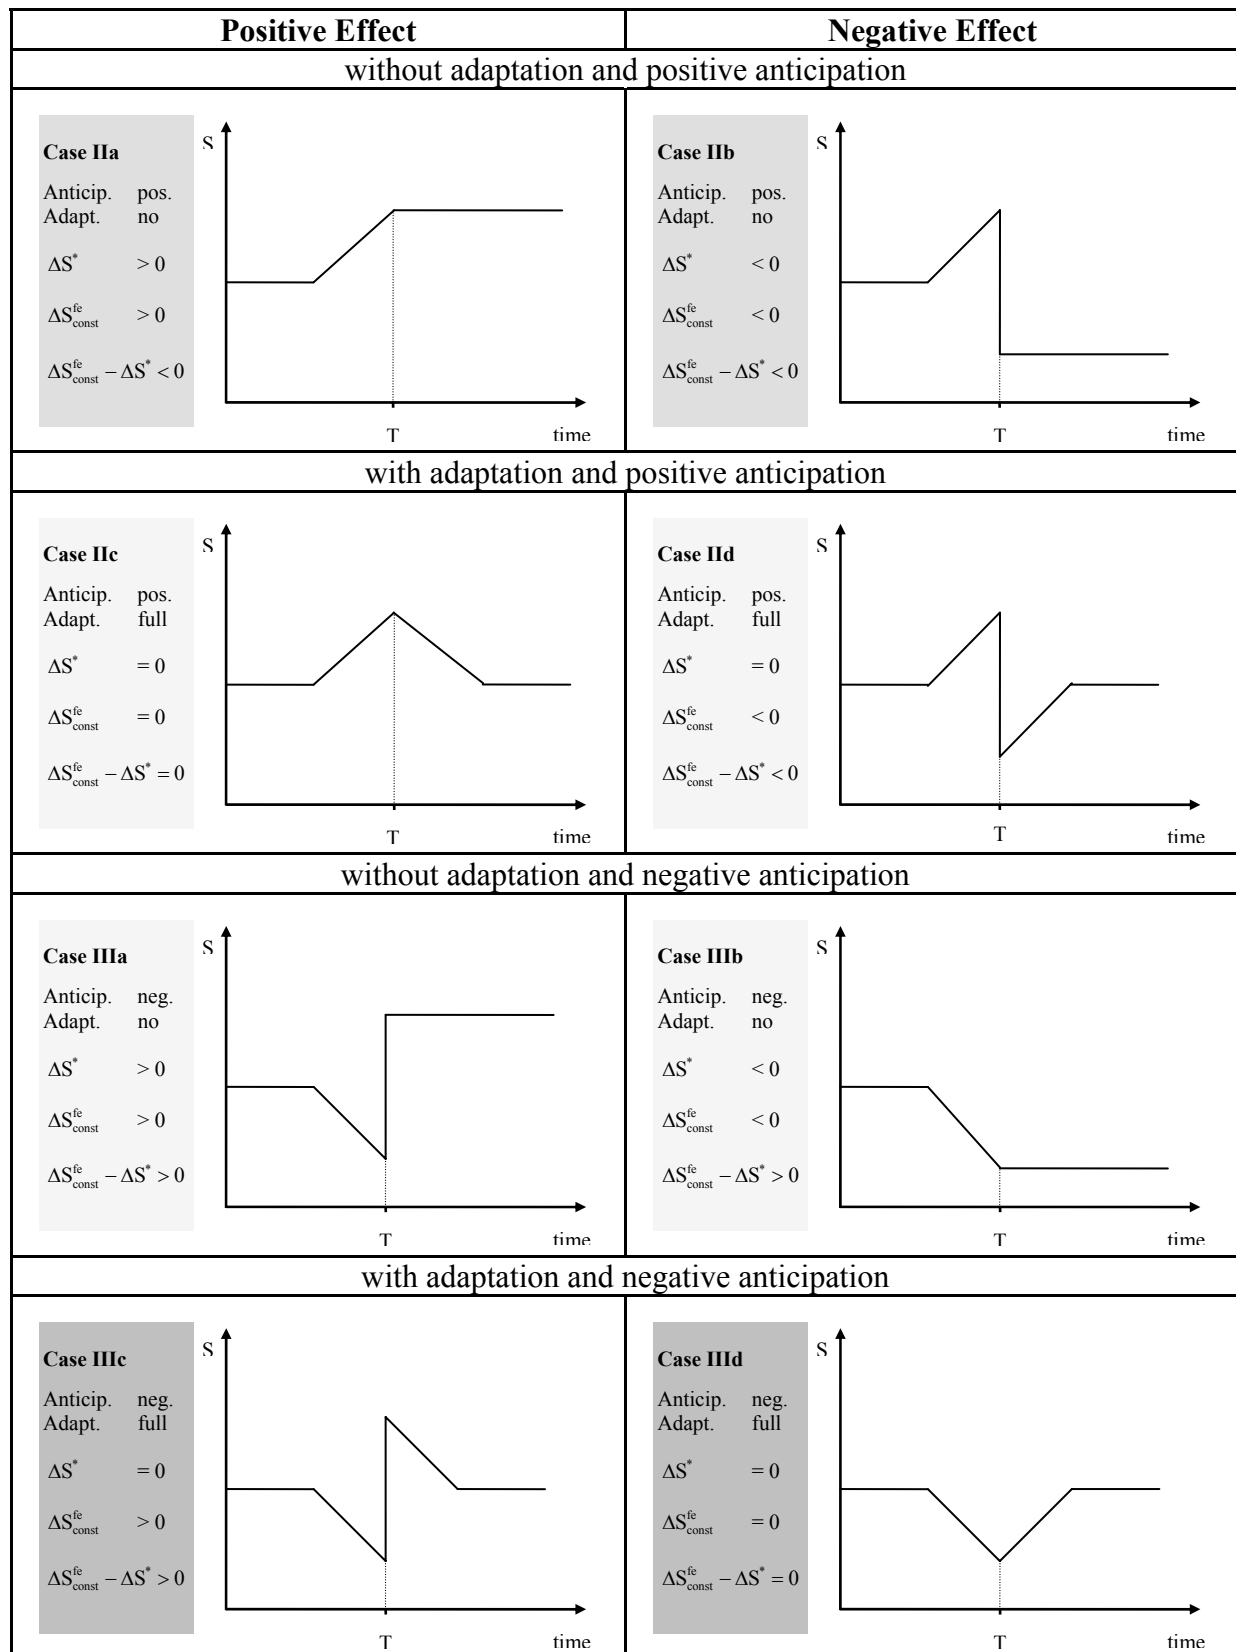 Positive Effect Negative Effect
without adaptation and positive anticipation
Case IIa
Anticip. pos.
Adapt. no
ΔS* > 0
ΔS^fe_const > 0
ΔS^fe_const − ΔS* < 0
S
T time
Case IIb
Anticip. pos.
Adapt. no
ΔS* < 0
ΔS^fe_const < 0
ΔS^fe_const − ΔS* < 0
S
T time
with adaptation and positive anticipation
Case IIc
Anticip. pos.
Adapt. full
ΔS* = 0
ΔS^fe_const = 0
ΔS^fe_const − ΔS* = 0
S
T time
Case IId
Anticip. pos.
Adapt. full
ΔS* = 0
ΔS^fe_const < 0
ΔS^fe_const − ΔS* < 0
S
T time
without adaptation and negative anticipation
Case IIIa
Anticip. neg.
Adapt. no
ΔS* > 0
ΔS^fe_const > 0
ΔS^fe_const − ΔS* > 0
S
T time
Case IIIb
Anticip. neg.
Adapt. no
ΔS* < 0
ΔS^fe_const < 0
ΔS^fe_const − ΔS* > 0
S
T time
with adaptation and negative anticipation
Case IIIc
Anticip. neg.
Adapt. full
ΔS* = 0
ΔS^fe_const > 0
ΔS^fe_const − ΔS* > 0
S
T time
Case IIId
Anticip. neg.
Adapt. full
ΔS* = 0
ΔS^fe_const = 0
ΔS^fe_const − ΔS* = 0
S
T time